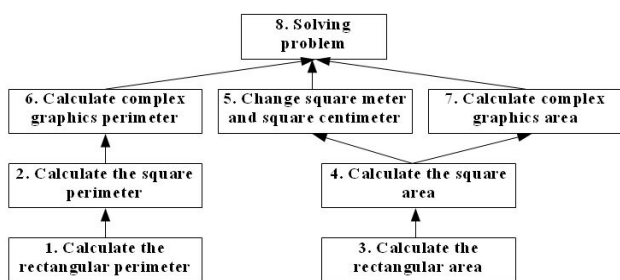 8. Solving
problem
6. Calculate complex
graphics perimeter
5. Change square meter
and square centimeter
7. Calculate complex
graphics area
2. Calculate the square
perimeter
4. Calculate the square
area
1. Calculate the
rectangular perimeter
3. Calculate the
rectangular area